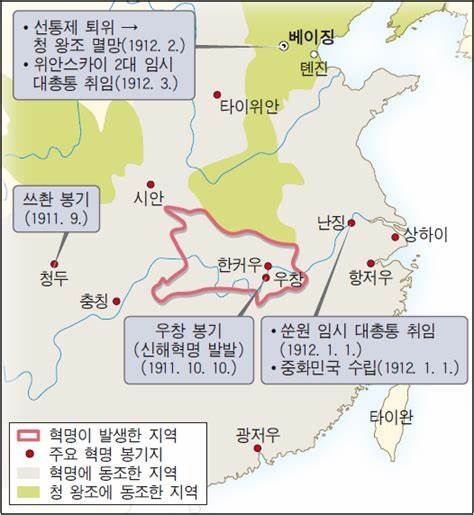 • 선통제 퇴위 →
청 왕조 멸망(1912. 2.)
• 위안스카이 2대 임시
대총통 취임(1912. 3.)
베이징
톈진
타이위안
시안
쓰촨 봉기
(1911. 9.)
청두
충칭
한커우
우창
난징
상하이
항저우
우창 봉기
(신해혁명 발발)
(1911. 10. 10.)
• 쑨원 임시 대총통 취임
(1912. 1. 1.)
• 중화민국 수립(1912. 1. 1.)
타이완
광저우
혁명이 발생한 지역
주요 혁명 봉기지
혁명에 동조한 지역
청 왕조에 동조한 지역